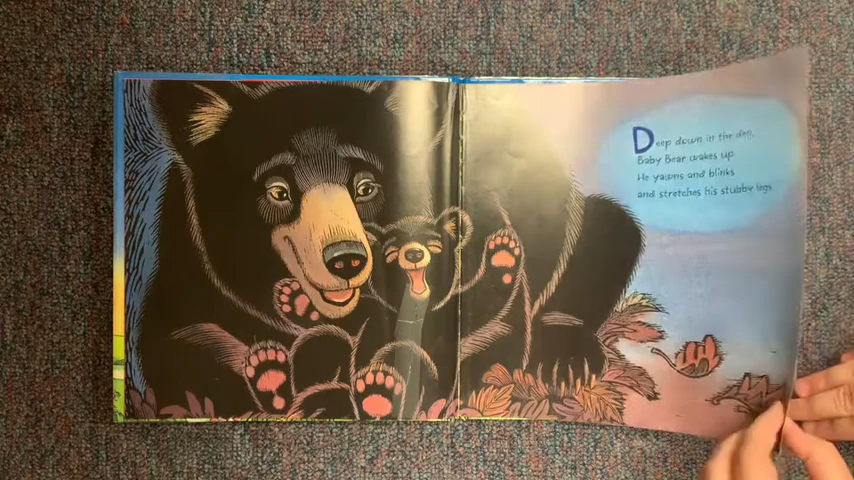 Deep down in the den,
Baby Bear wakes up
He yawns and blinks
and stretches his stubby legs